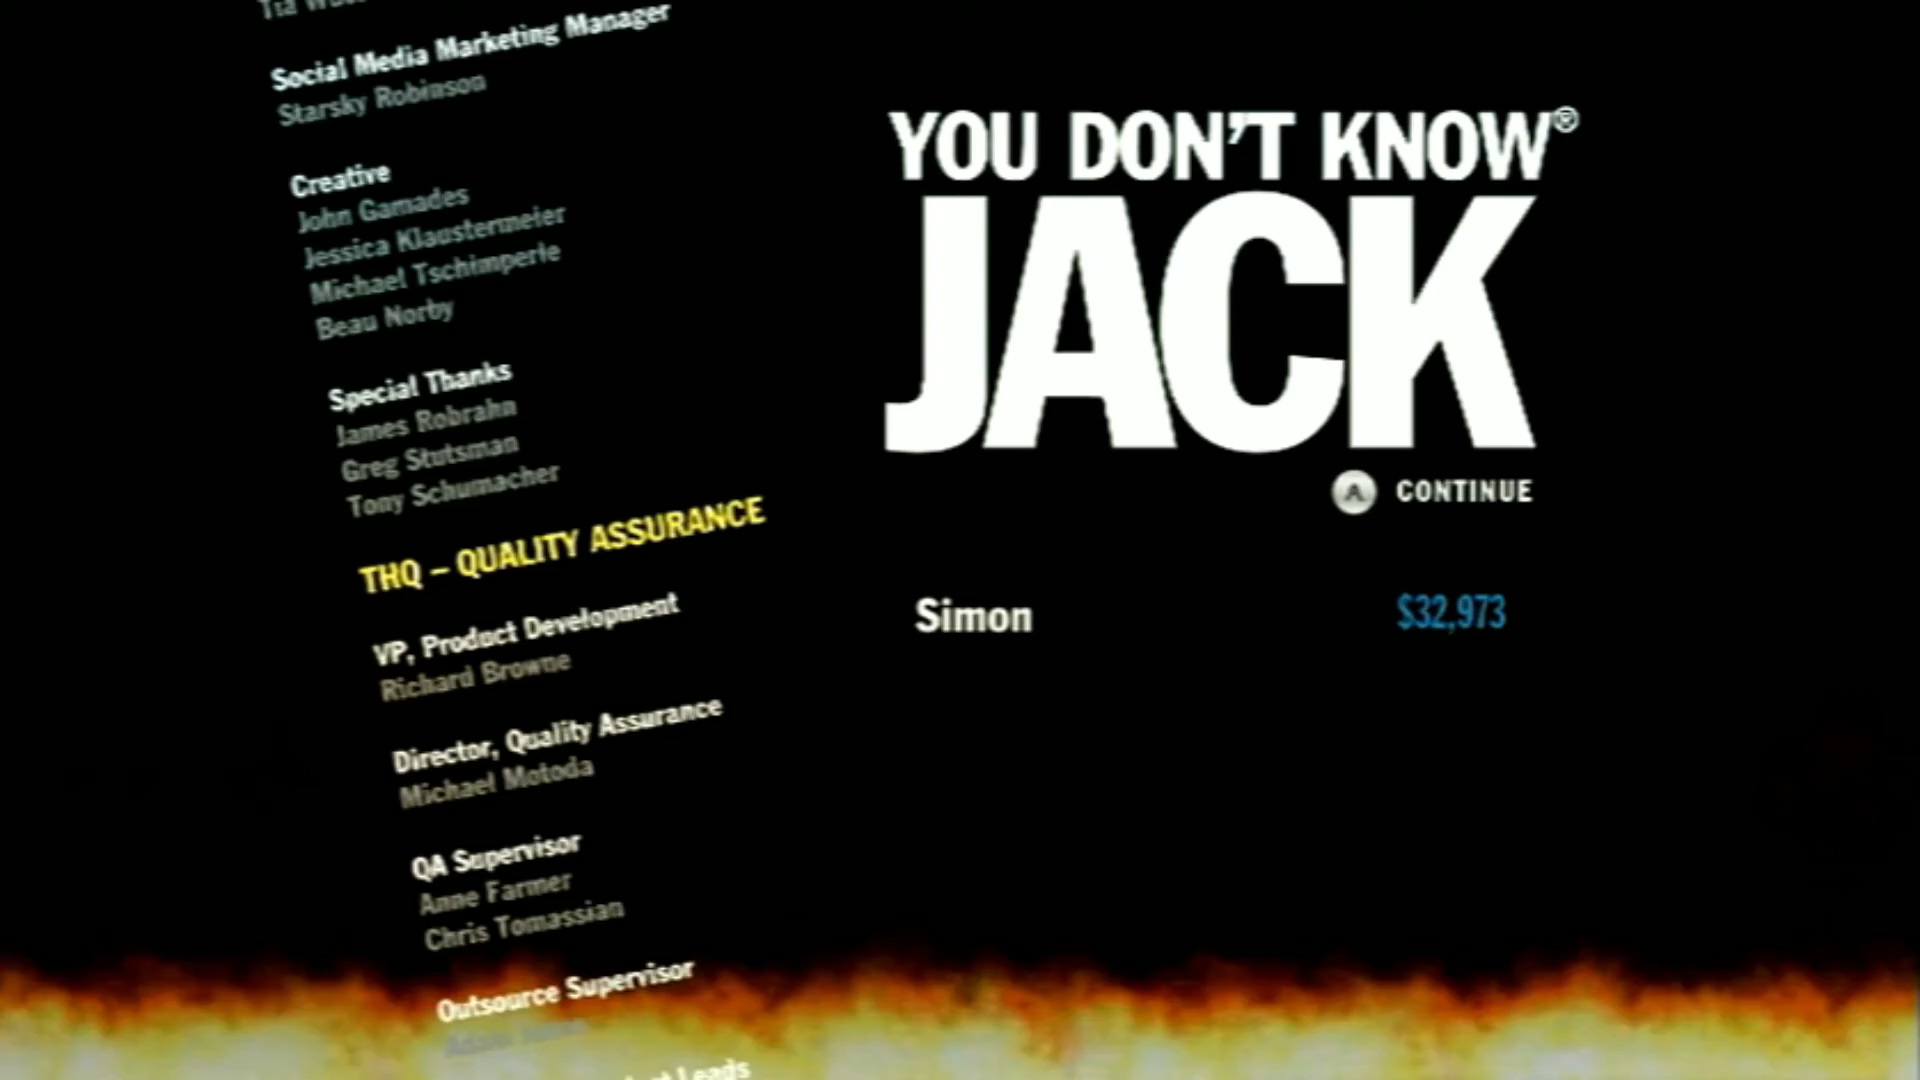 Social Media Marketing Manager
Starsky Robinson
Creative
John Gamades
Jessica Klaustermeier
Michael Tschimperle
Beau Norby
Special Thanks
James Robrahn
Greg Stutsman
Tony Schumacher
THQ – QUALITY ASSURANCE
VP, Product Development
Richard Browne
Director, Quality Assurance
Michael Motoda
QA Supervisor
Anne Farmer
Chris Tomassian
Outsource Supervisor
Leads
YOU DON'T KNOW®
JACK
A CONTINUE
Simon $32,973